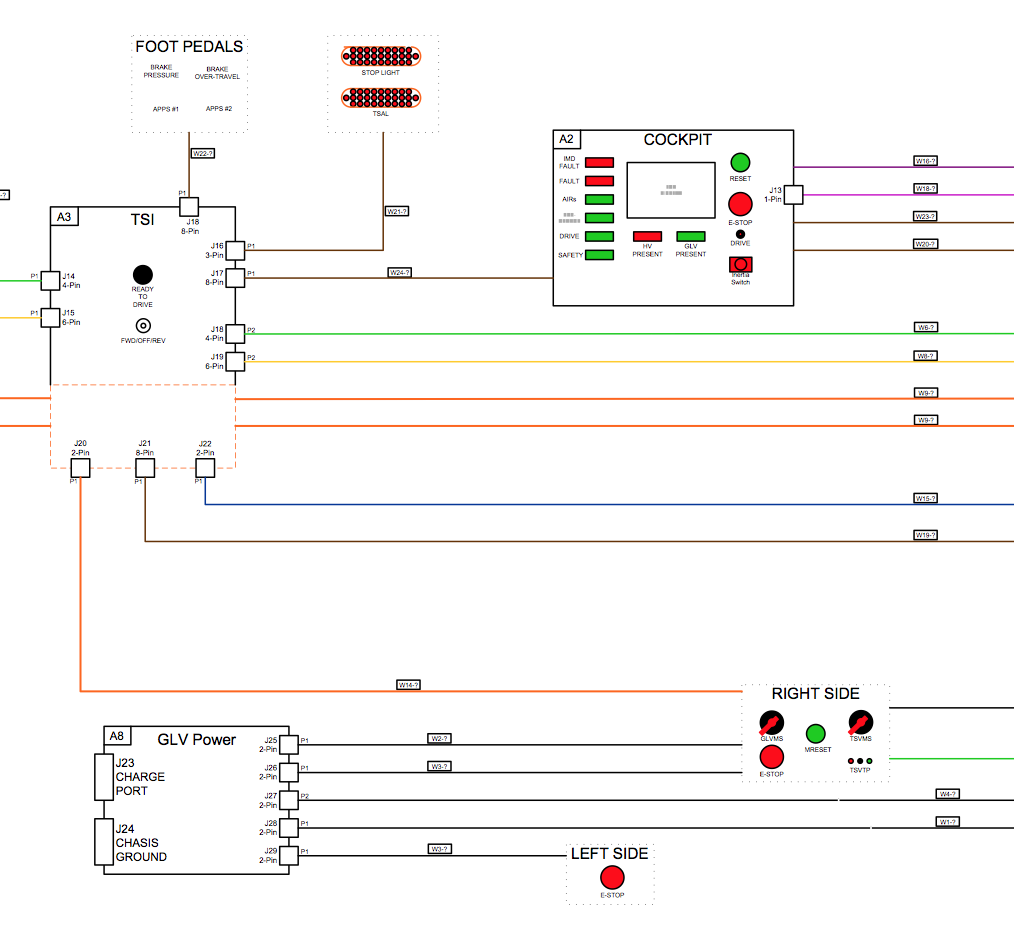 FOOT PEDALS
BRAKE
PRESSURE
BRAKE
OVER-TRAVEL
APPS #1
APPS #2
STOP LIGHT
TSAL
W22-?
-?
P1
J18
8-Pin
A3
TSI
J16
3-Pin
P1
W21-?
J17
8-Pin
P1
W24-?
P1
J14
4-Pin
P1
J15
6-Pin
READY
TO
DRIVE
FWD/OFF/REV
J18
4-Pin
P2
J19
6-Pin
P2
A2
COCKPIT
IMD
FAULT
FAULT
AIRs
DRIVE
SAFETY
HV
PRESENT
GLV
PRESENT
RESET
E-STOP
DRIVE
Inertia
Switch
J13
1-Pin
W16-?
W18-?
W23-?
W20-?
W6-?
W8-?
W9-?
W9-?
J20
2-Pin
P1
J21
8-Pin
P1
J22
2-Pin
P1
W15-?
W19-?
W14-?
RIGHT SIDE
GLVMS
TSVMS
MRESET
E-STOP
TSVTP
A8
GLV Power
J23
CHARGE
PORT
J24
CHASIS
GROUND
J25
2-Pin
P1
W2-?
J26
2-Pin
P1
W3-?
J27
2-Pin
P2
W4-?
J28
2-Pin
P1
W1-?
J29
2-Pin
P1
W3-?
LEFT SIDE
E-STOP